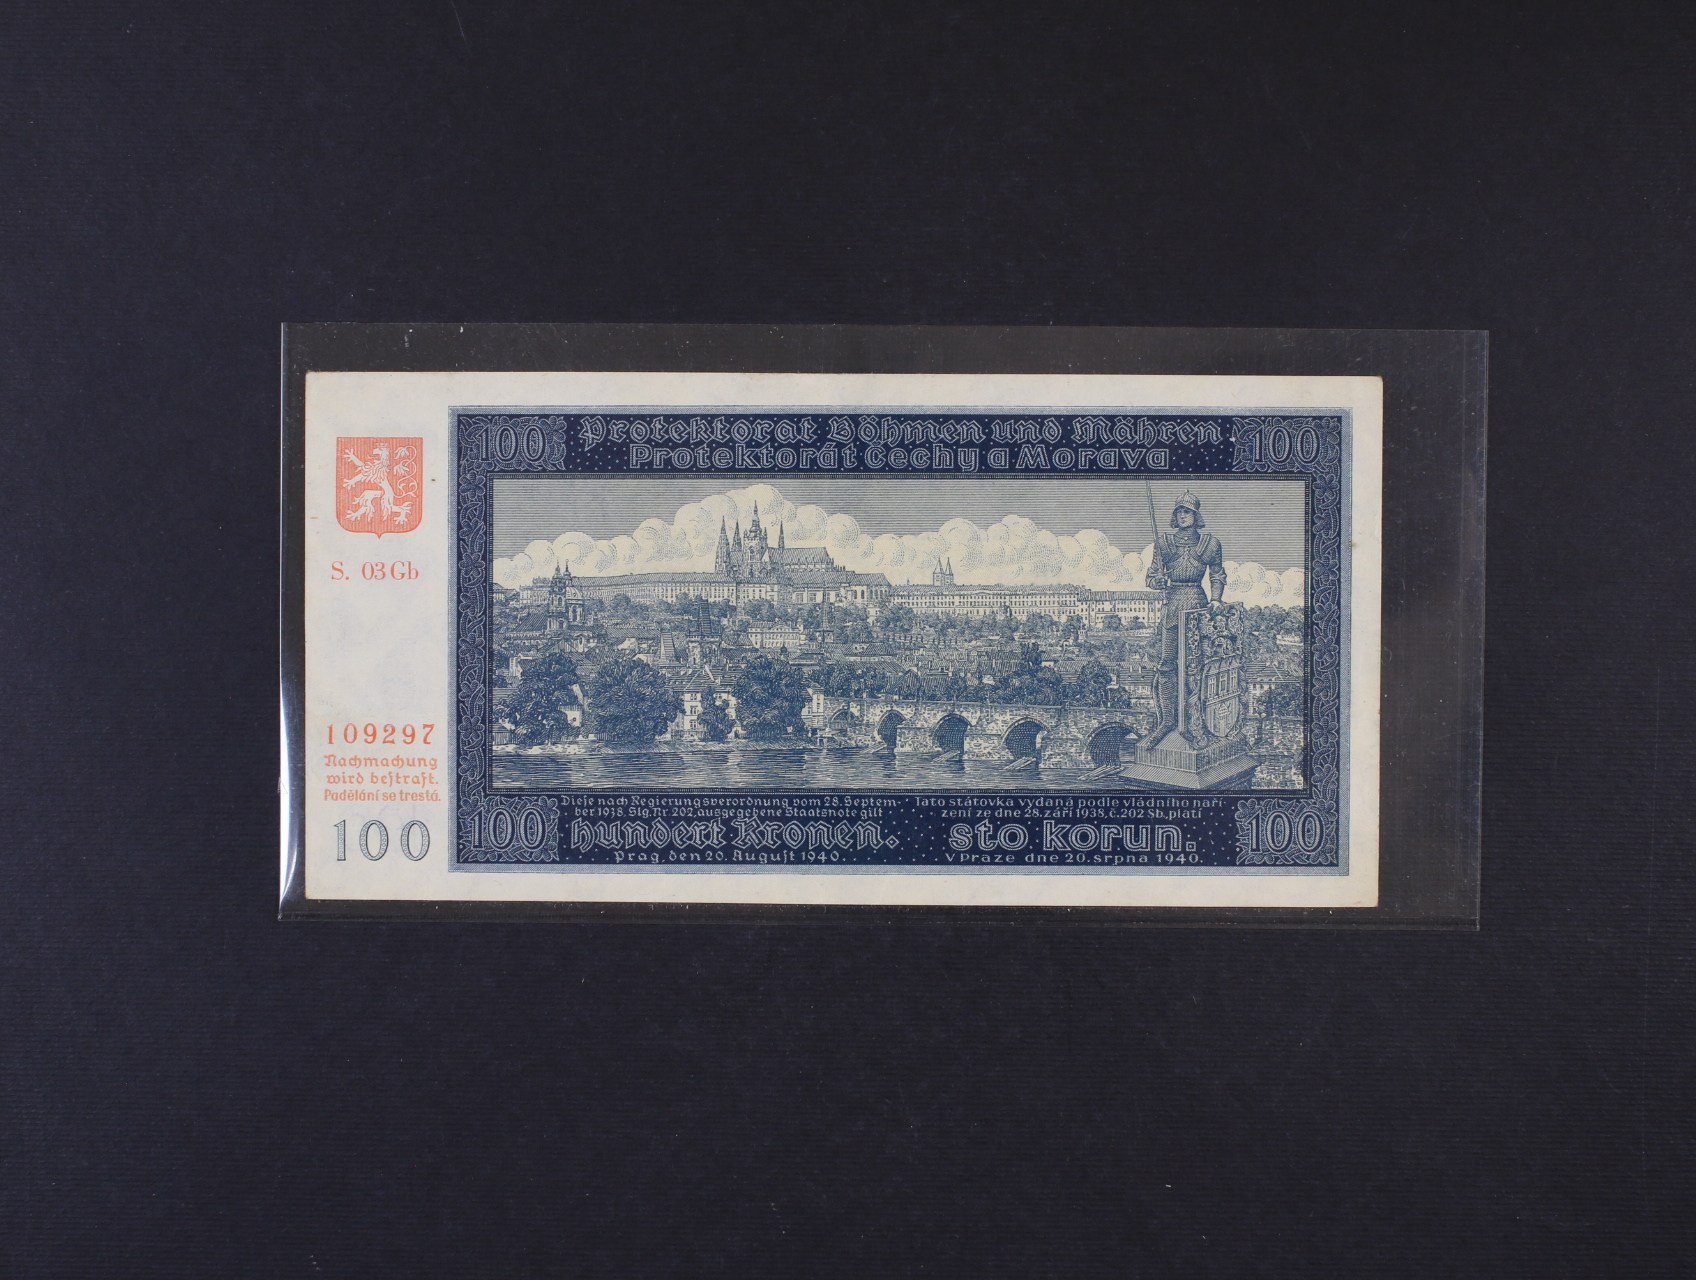 100
Protektorat Böhmen und Mähren.
Protektorát Čechy a Morava
100
S. 03Gb
109297
Nachmachung
wird bestraft.
Padělání se trestá.
100
100
Diese nach Regierungsverordnung vom 28. Septem-
ber 1938, Slg. Nr. 202, ausgegebene Staatsnote gilt
hundert Kronen.
Prag, den 20. August 1940.
Tato státovka vydaná podle vládního naří-
zení ze dne 28. září 1938, č. 202 Sb., platí
sto korun.
V Praze dne 20. srpna 1940.
100